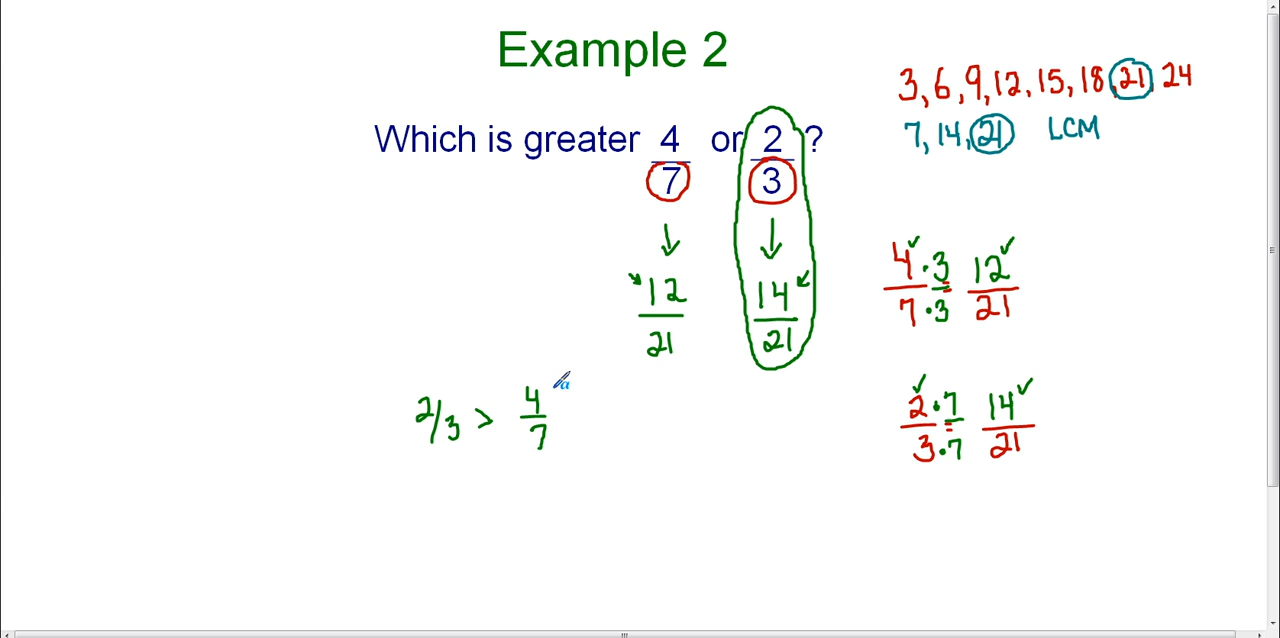 Example 2
3, 6, 9, 12, 15, 18, 21, 24
7, 14, 21 LCM
Which is greater 4/7 or 2/3 ?
12/21 14/21
4 · 3 / 7 · 3 = 12/21
2/3 > 4/7
2 · 7 / 3 · 7 = 14/21